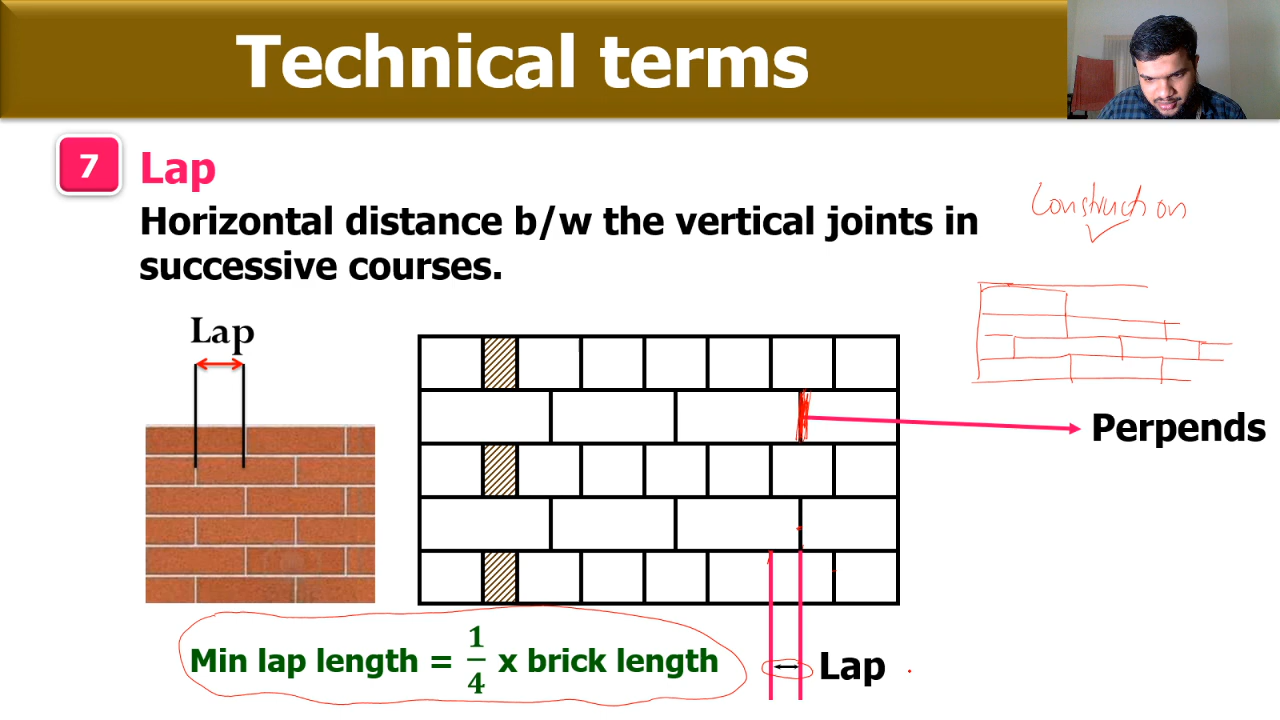 Technical terms
7 Lap
Horizontal distance b/w the vertical joints in
successive courses.
Construction
Lap
Perpends
Min lap length = 1/4 x brick length
Lap